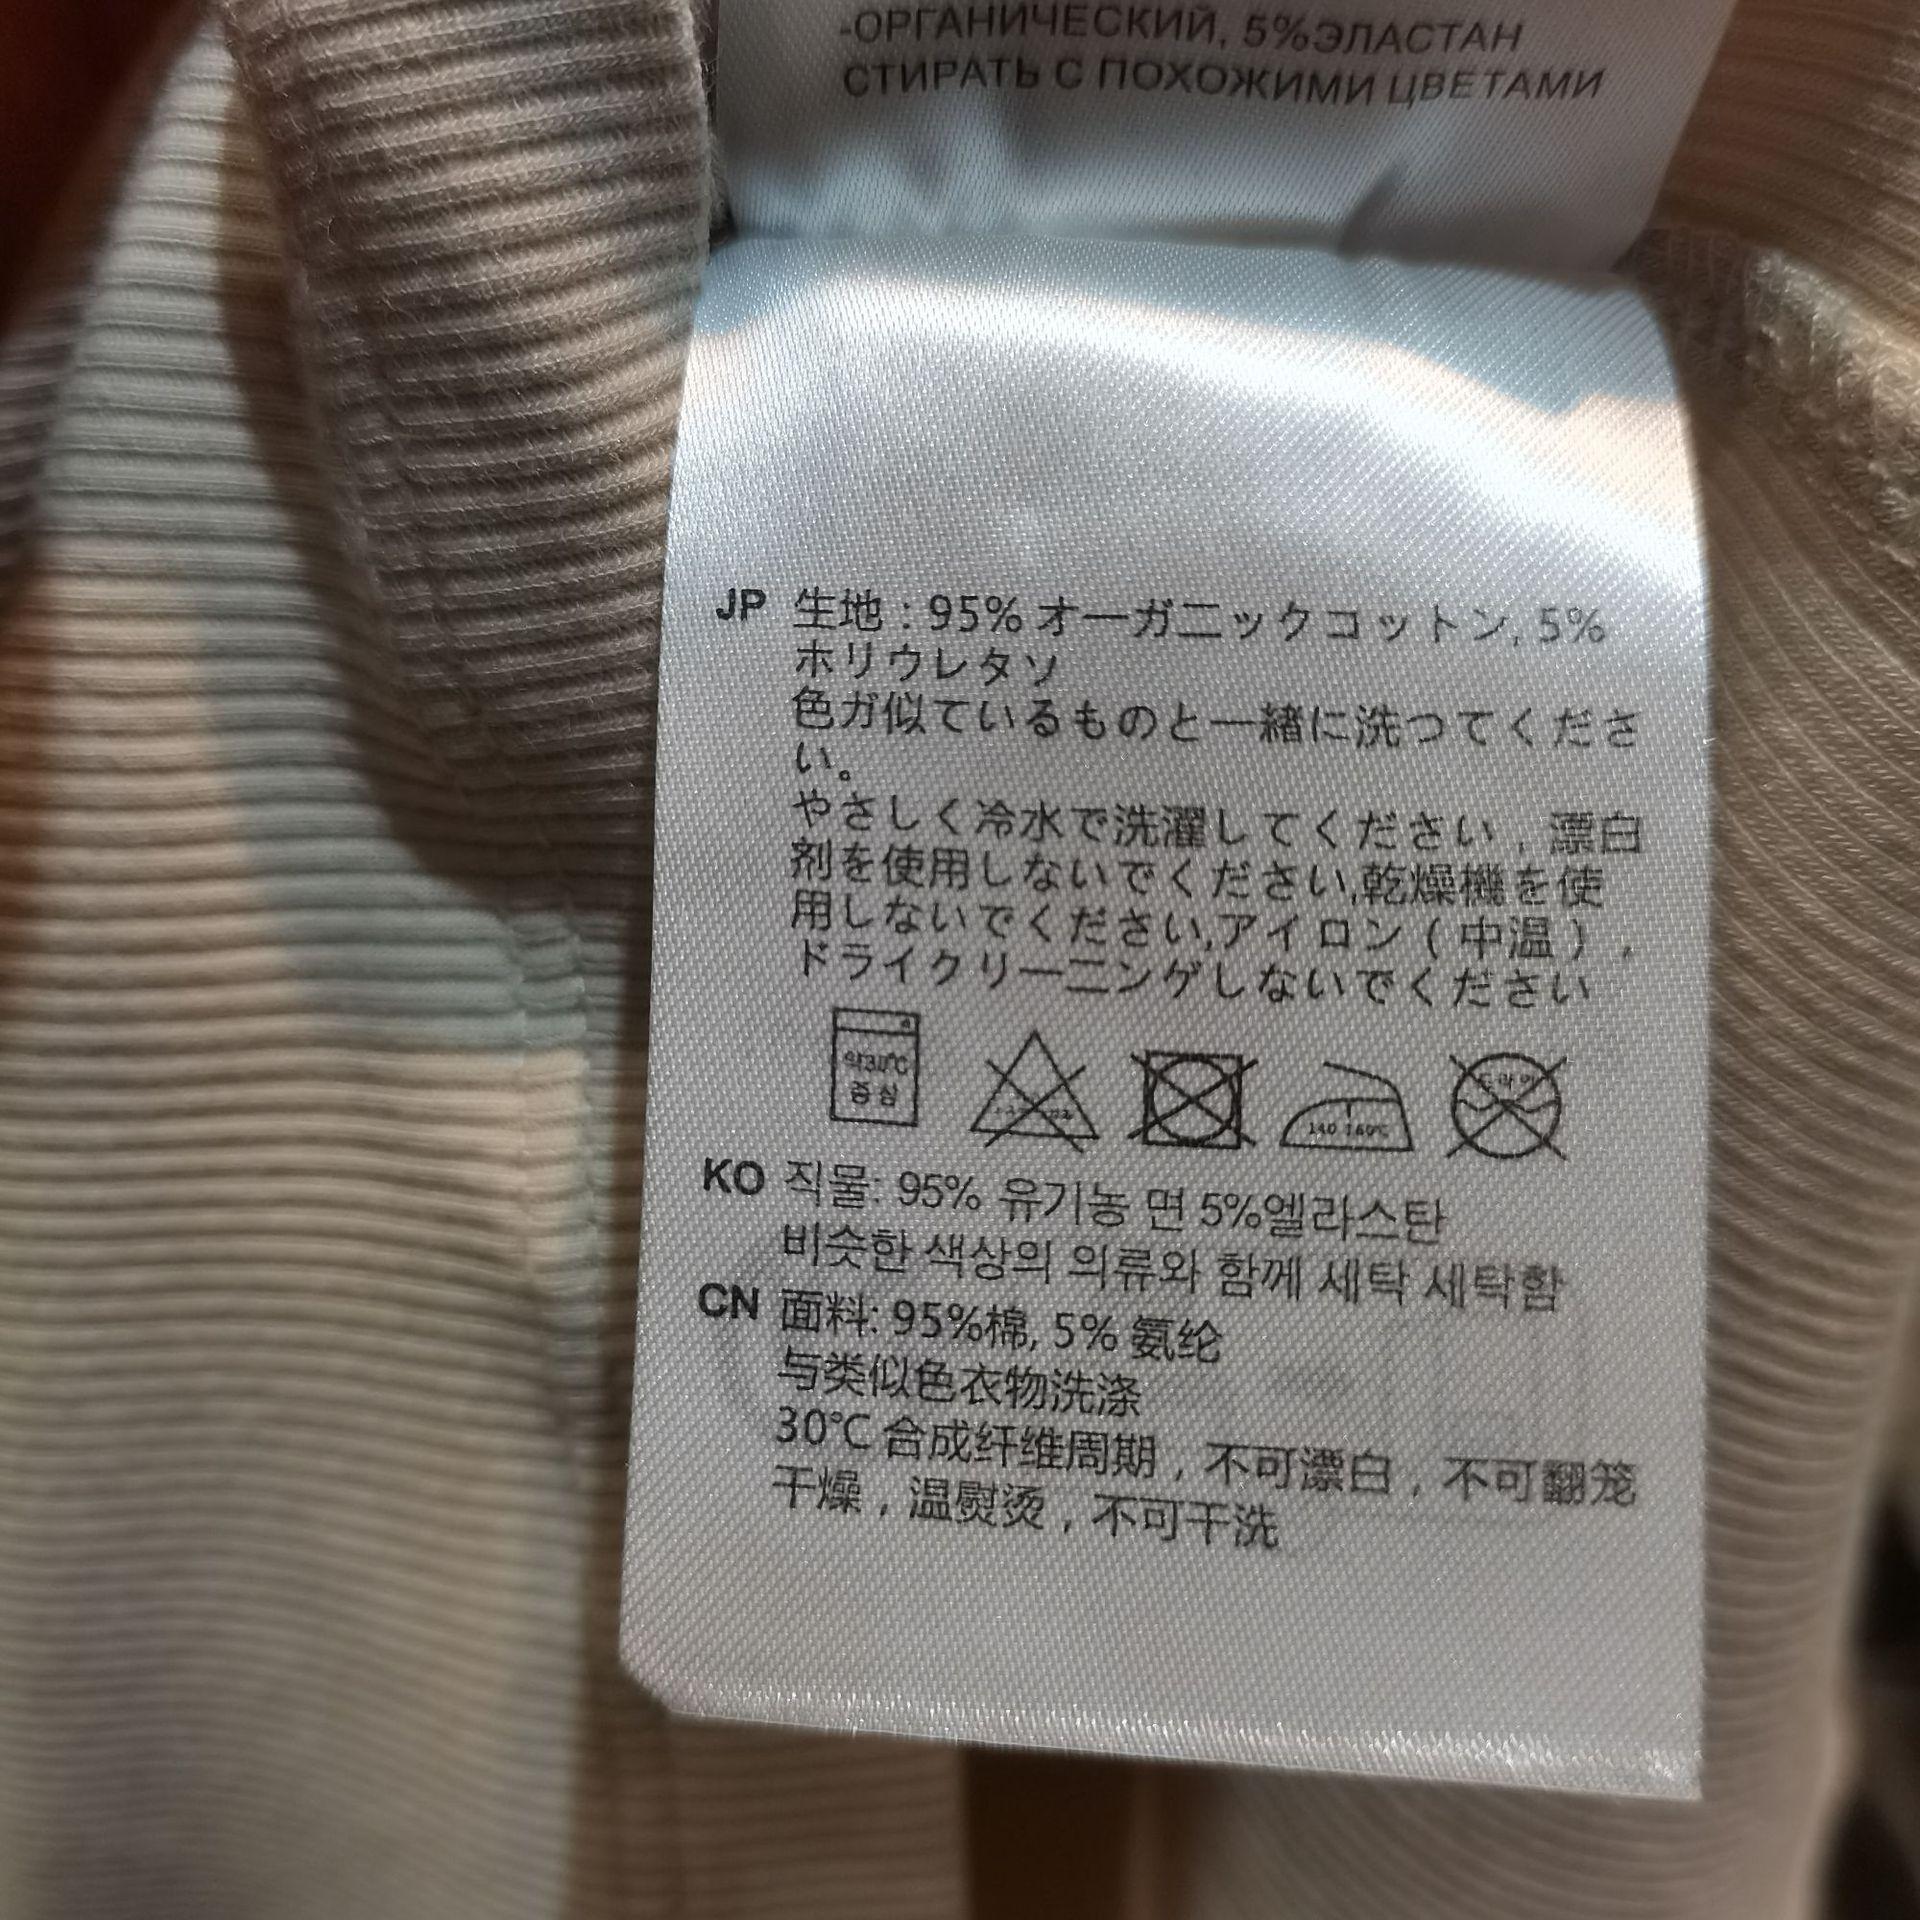 -ОРГАНИЧЕСКИЙ, 5%ЭЛАСТАН
СТИРАТЬ С ПОХОЖИМИ ЦВЕТАМИ
JP 生地 : 95% オーガニックコットン, 5%
ホリウレタソ
色ガ似ているものと一緒に洗つてくださ
い。
やさしく冷水で洗濯してください , 漂白
剤を使用しないでください,乾燥機を使
用しないでください,アイロン ( 中温 ) ,
ドライクリーニンゲしないでください
약30℃
중심
140 160℃
드라이
KO 직물: 95% 유기농 면 5%엘라스탄
비슷한 색상의 의류와 함께 세탁 세탁함
CN 面料: 95%棉, 5% 氨纶
与类似色衣物洗涤
30℃ 合成纤维周期 , 不可漂白 , 不可翻笼
干燥 , 温熨烫 , 不可干洗